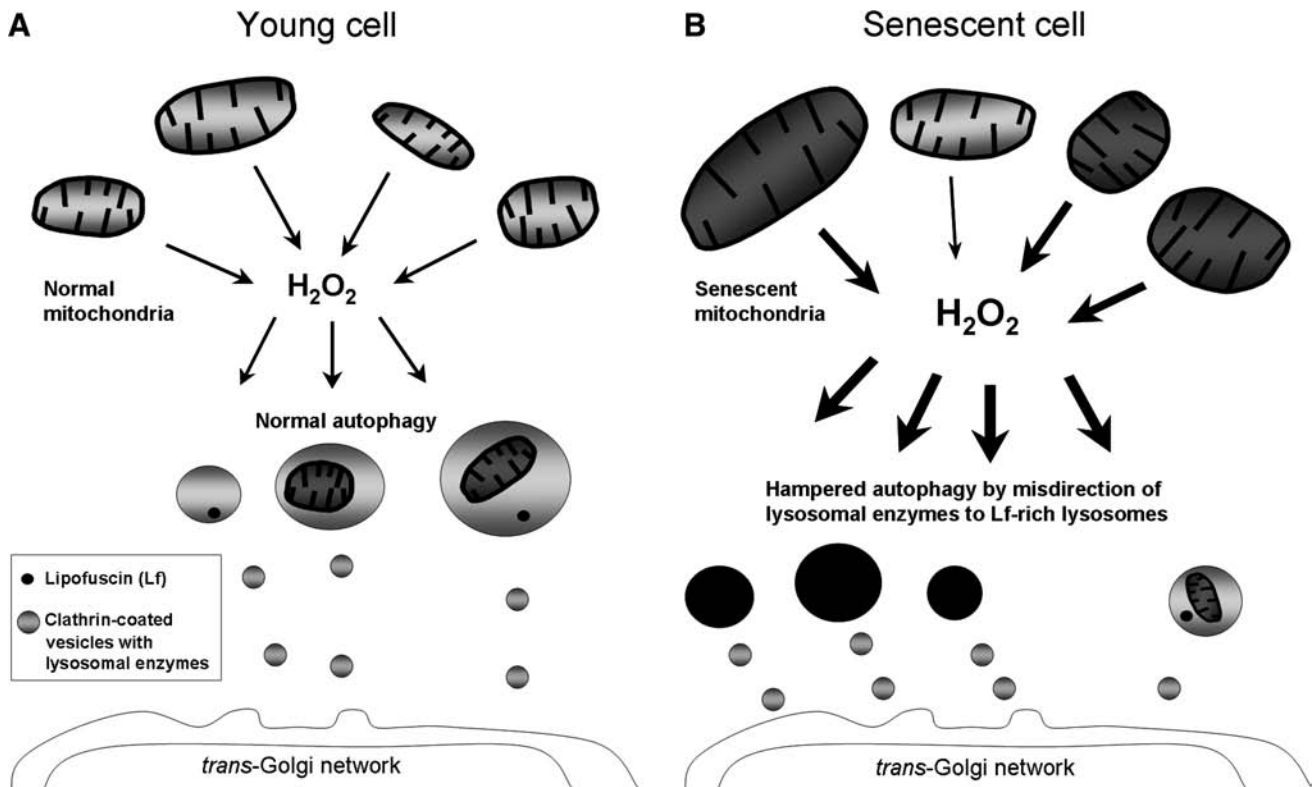 A
Young cell
Normal
mitochondria
H₂O₂
Normal autophagy
Lipofuscin (Lf)
Clathrin-coated
vesicles with
lysosomal enzymes
trans-Golgi network
B
Senescent cell
Senescent
mitochondria
H₂O₂
Hampered autophagy by misdirection of
lysosomal enzymes to Lf-rich lysosomes
trans-Golgi network